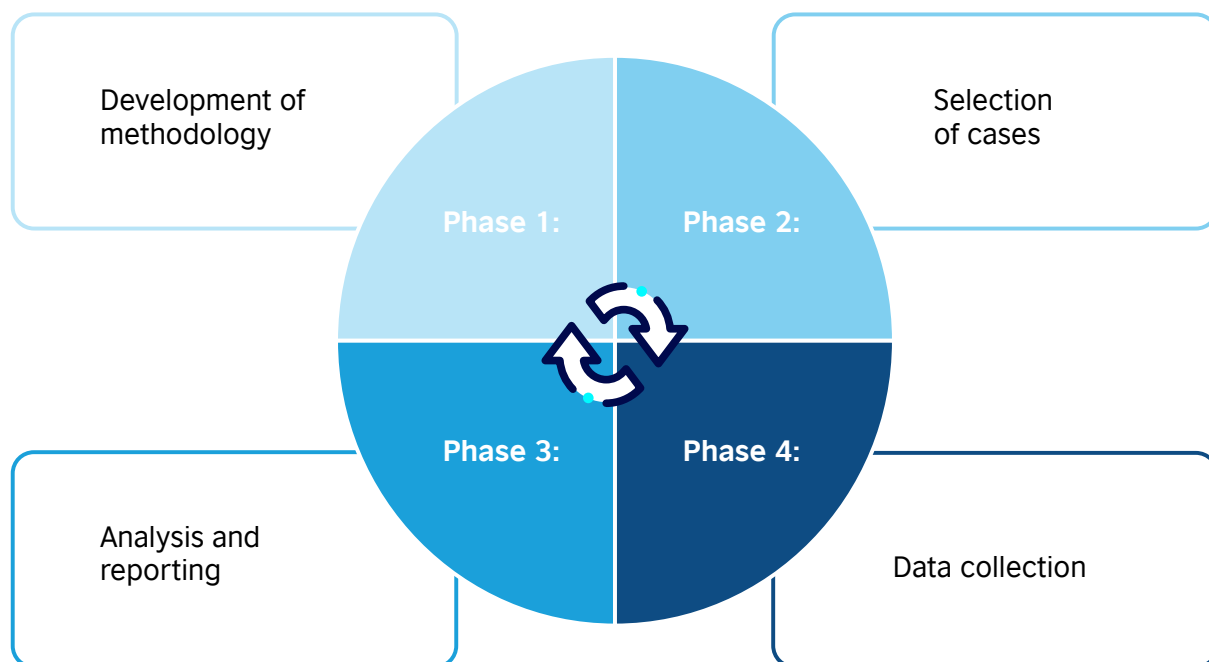 Development of
methodology
Selection
of cases
Phase 1:
Phase 2:
Phase 3:
Phase 4:
Analysis and
reporting
Data collection